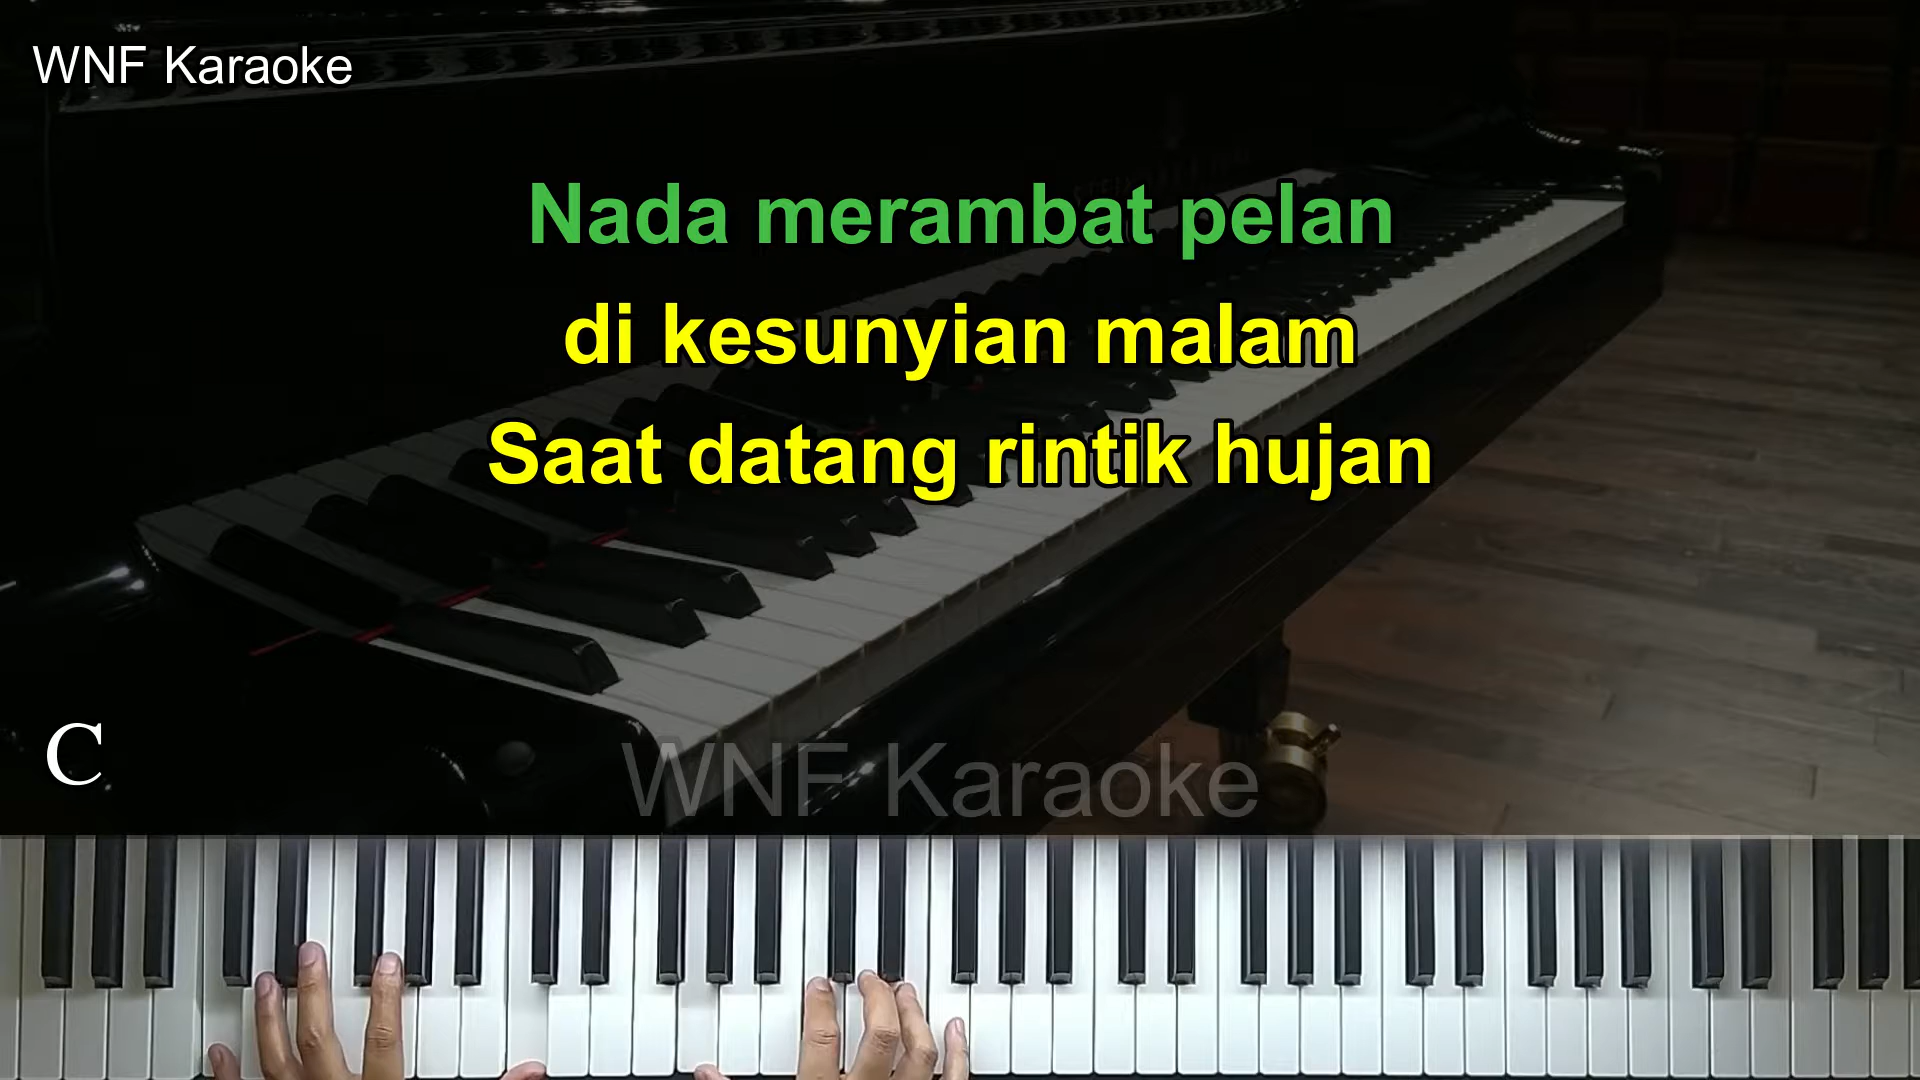 WNF Karaoke
Nada merambat pelan
di kesunyian malam
Saat datang rintik hujan
C
WNF Karaoke